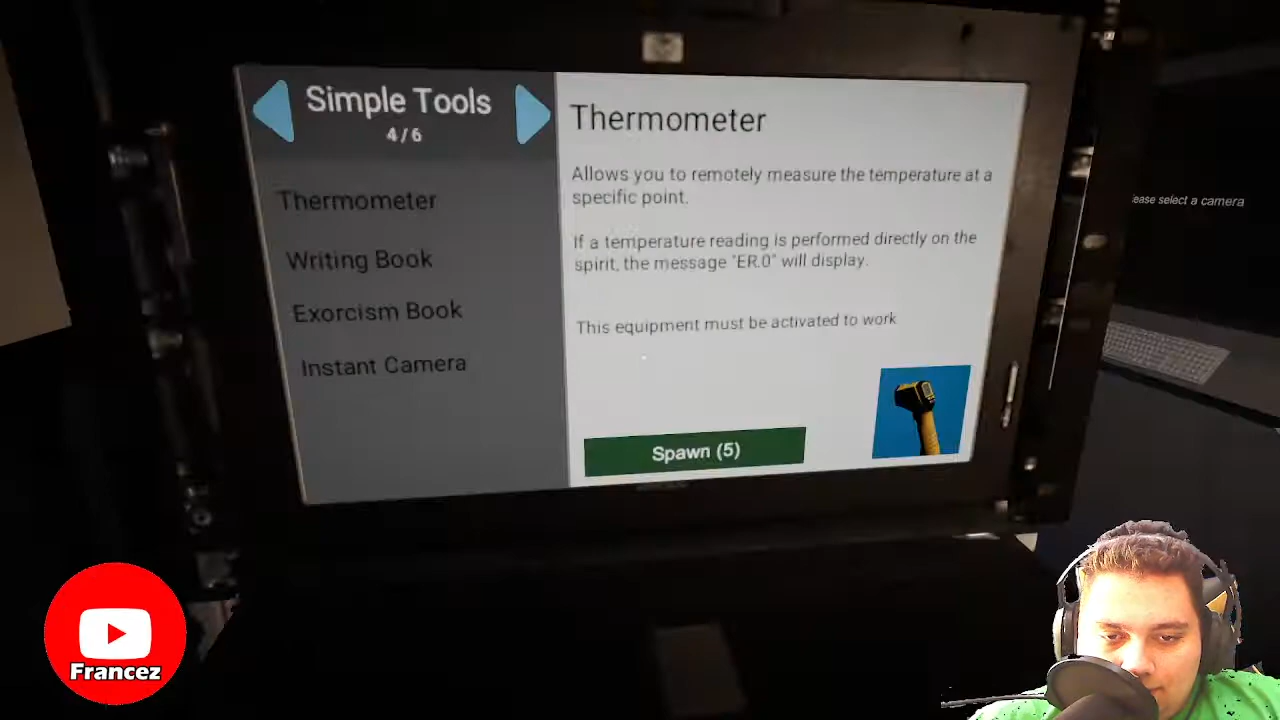 Simple Tools
4/6
Thermometer
Writing Book
Exorcism Book
Instant Camera
Thermometer
Allows you to remotely measure the temperature at a
specific point.
If a temperature reading is performed directly on the
spirit, the message "ER.0" will display.
This equipment must be activated to work
Spawn (5)
ease select a camera
Francez